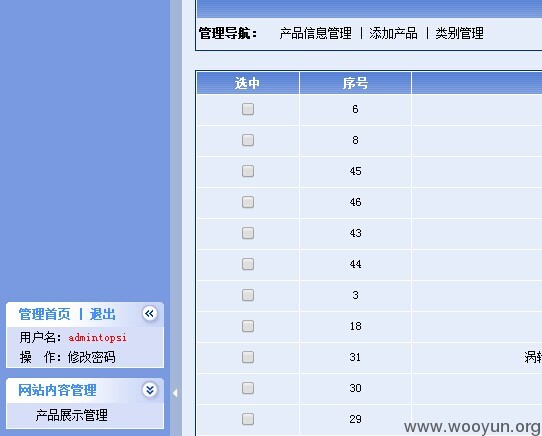 管理导航： 产品信息管理 | 添加产品 | 类别管理
选中 序号
6
8
45
46
43
44
3
18
31
30
29
管理首页 | 退出
用户名：admintopsi
操 作：修改密码
网站内容管理
产品展示管理
www.wooyun.org